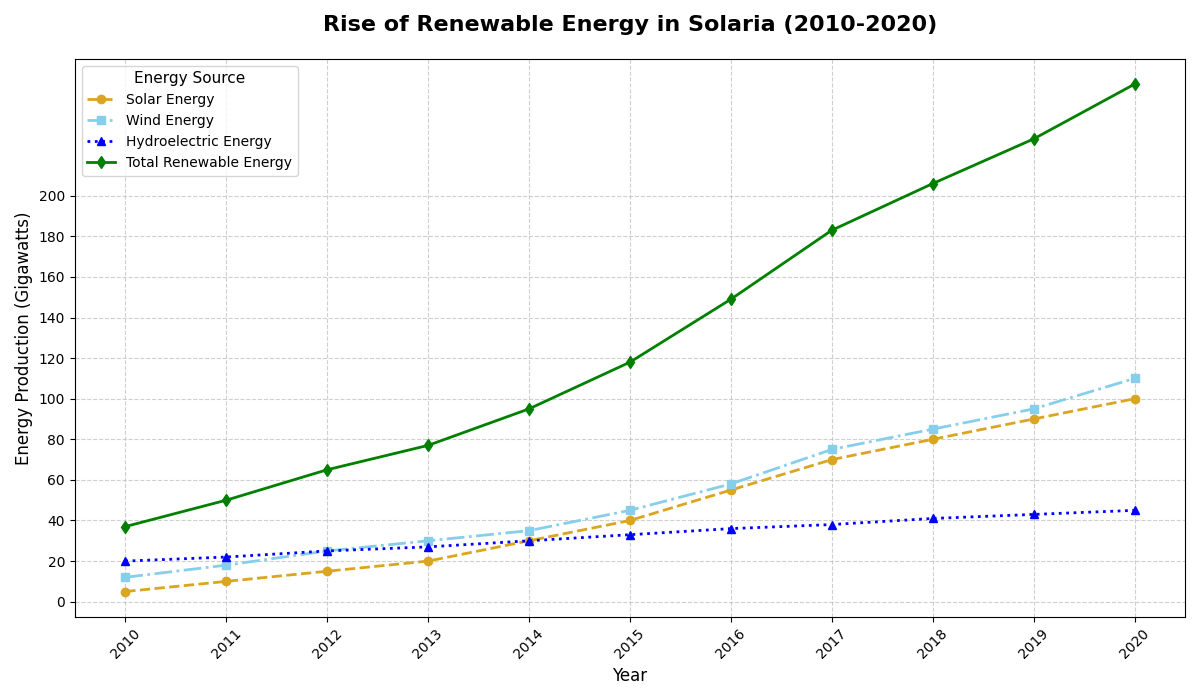 Rise of Renewable Energy in Solaria (2010-2020)
Energy Source
Solar Energy
Wind Energy
Hydroelectric Energy
Total Renewable Energy
Energy Production (Gigawatts)
200
180
160
140
120
100
80
60
40
20
0
2010 2011 2012 2013 2014 2015 2016 2017 2018 2019 2020
Year